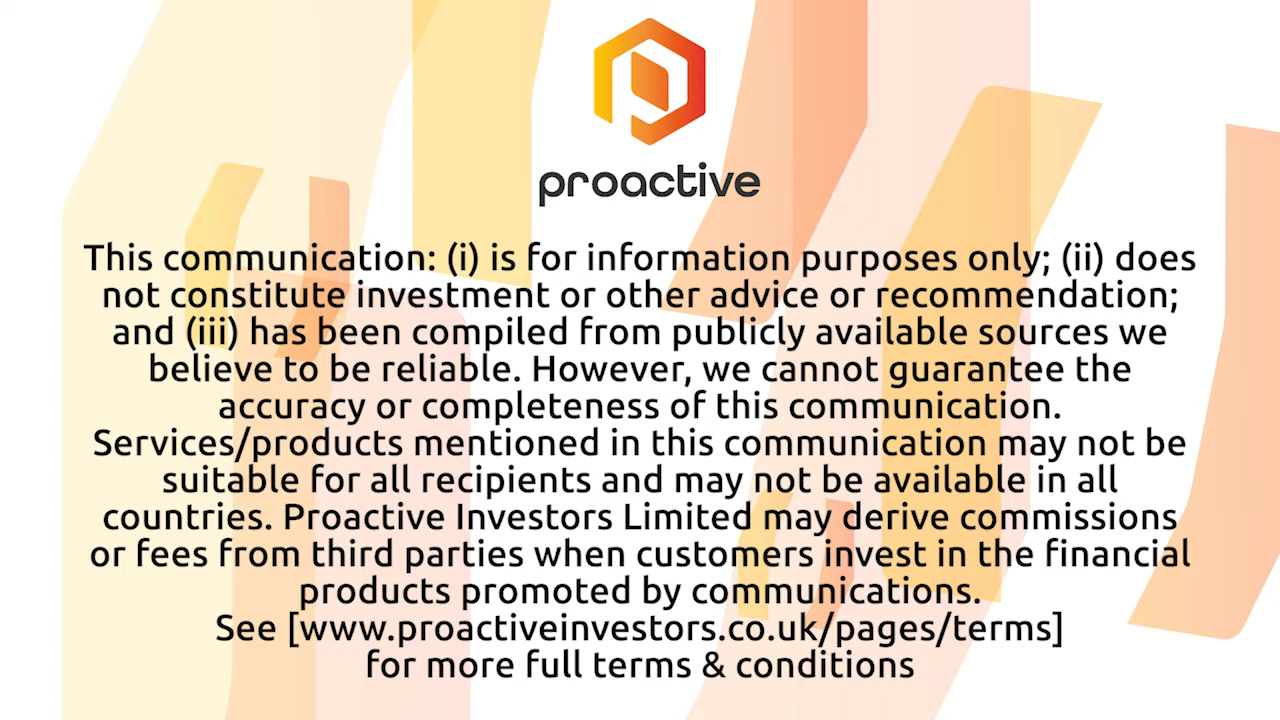 proactive
This communication: (i) is for information purposes only; (ii) does
not constitute investment or other advice or recommendation;
and (iii) has been compiled from publicly available sources we
believe to be reliable. However, we cannot guarantee the
accuracy or completeness of this communication.
Services/products mentioned in this communication may not be
suitable for all recipients and may not be available in all
countries. Proactive Investors Limited may derive commissions
or fees from third parties when customers invest in the financial
products promoted by communications.
See [www.proactiveinvestors.co.uk/pages/terms]
for more full terms & conditions